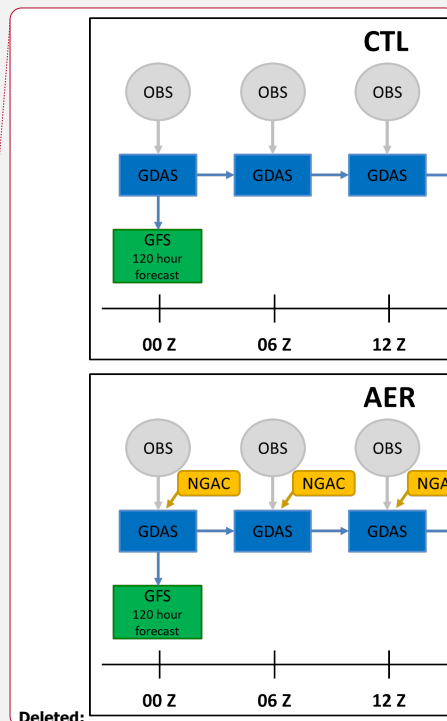 CTL
OBS OBS OBS
GDAS GDAS GDAS
GFS
120 hour
forecast
00 Z 06 Z 12 Z
AER
OBS OBS OBS
NGAC NGAC NGA
GDAS GDAS GDAS
GFS
120 hour
forecast
00 Z 06 Z 12 Z
Deleted: